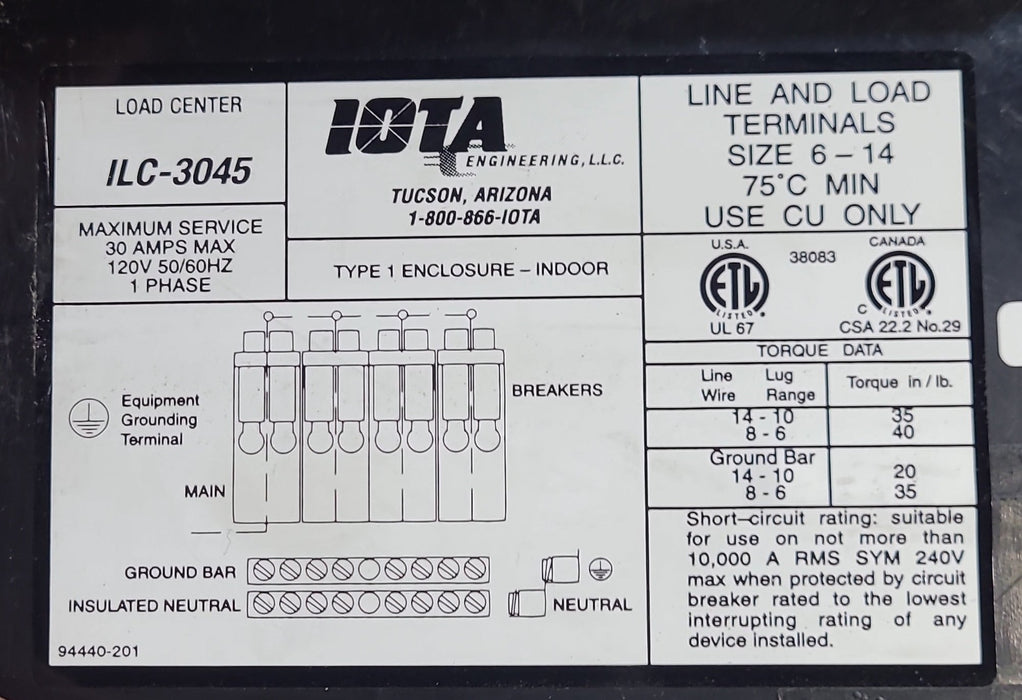 LOAD CENTER
ILC-3045
MAXIMUM SERVICE
30 AMPS MAX
120V 50/60HZ
1 PHASE
IOTA
ENGINEERING, L.L.C.
TUCSON, ARIZONA
1-800-866-IOTA
TYPE 1 ENCLOSURE – INDOOR
LINE AND LOAD
TERMINALS
SIZE 6 – 14
75°C MIN
USE CU ONLY
U.S.A.
38083
CANADA
ETL
LISTED
UL 67
C
ETL
LISTED
CSA 22.2 No.29
TORQUE DATA
Line Lug
Wire Range
Torque in / lb.
14 - 10 35
8 - 6 40
Ground Bar
14 - 10 20
8 - 6 35
Short–circuit rating: suitable
for use on not more than
10,000 A RMS SYM 240V
max when protected by circuit
breaker rated to the lowest
interrupting rating of any
device installed.
Equipment
Grounding
Terminal
BREAKERS
MAIN
GROUND BAR
INSULATED NEUTRAL
NEUTRAL
94440-201